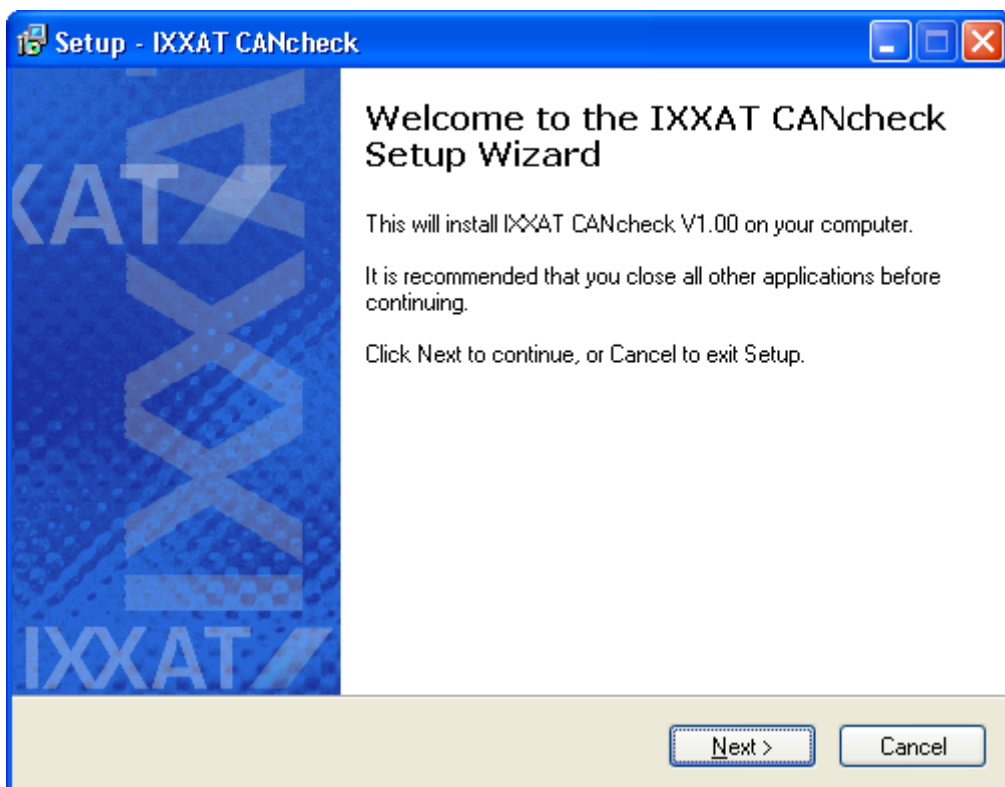 Setup - IXXAT CANcheck
XAT
IXXAT
IXXAT
Welcome to the IXXAT CANcheck
Setup Wizard
This will install IXXAT CANcheck V1.00 on your computer.
It is recommended that you close all other applications before
continuing.
Click Next to continue, or Cancel to exit Setup.
Next >
Cancel